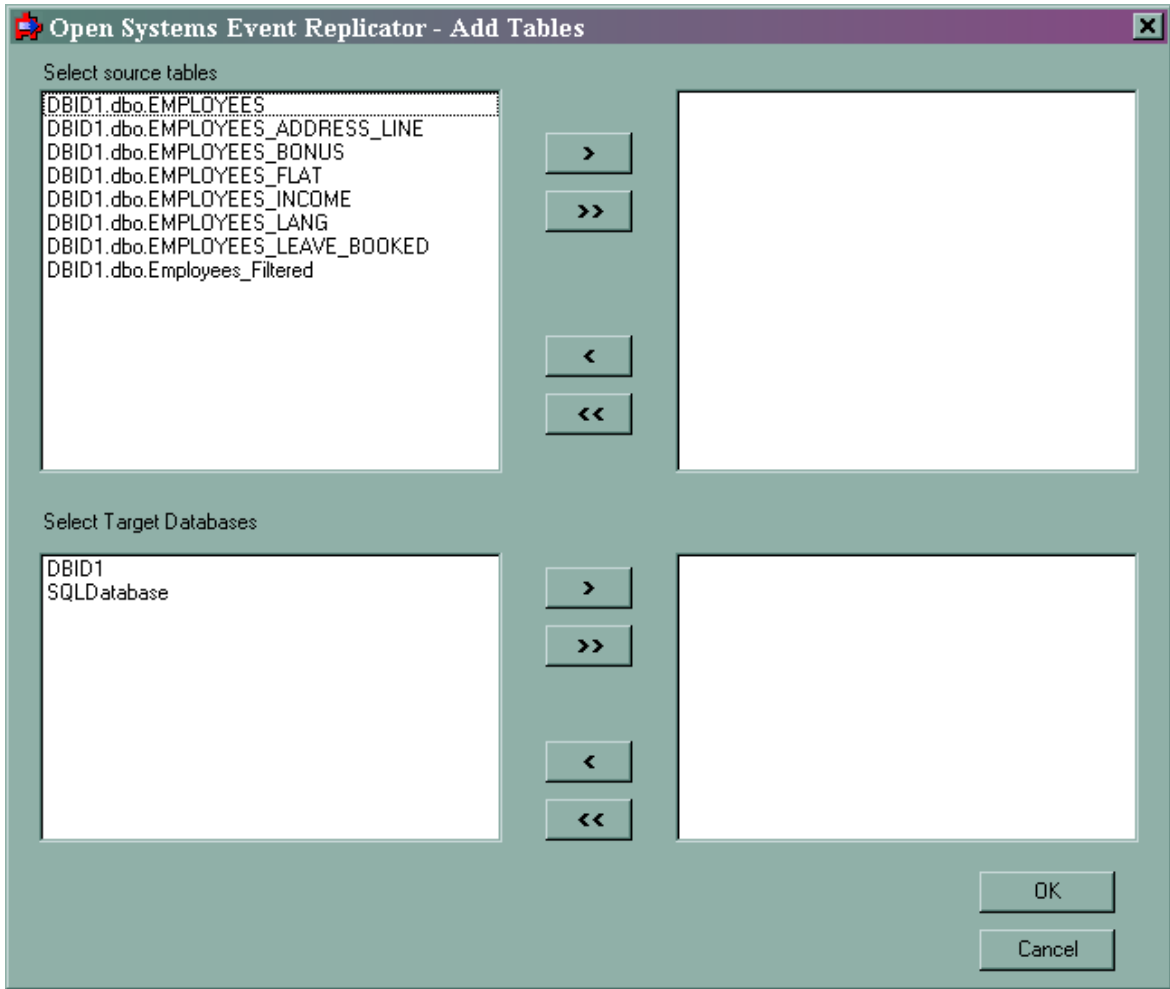 Open Systems Event Replicator - Add Tables
Select source tables
DBID1.dbo.EMPLOYEES
DBID1.dbo.EMPLOYEES_ADDRESS_LINE
DBID1.dbo.EMPLOYEES_BONUS
DBID1.dbo.EMPLOYEES_FLAT
DBID1.dbo.EMPLOYEES_INCOME
DBID1.dbo.EMPLOYEES_LANG
DBID1.dbo.EMPLOYEES_LEAVE_BOOKED
DBID1.dbo.Employees_Filtered
>
>>
<
<<
Select Target Databases
DBID1
SQLDatabase
>
>>
<
<<
OK
Cancel